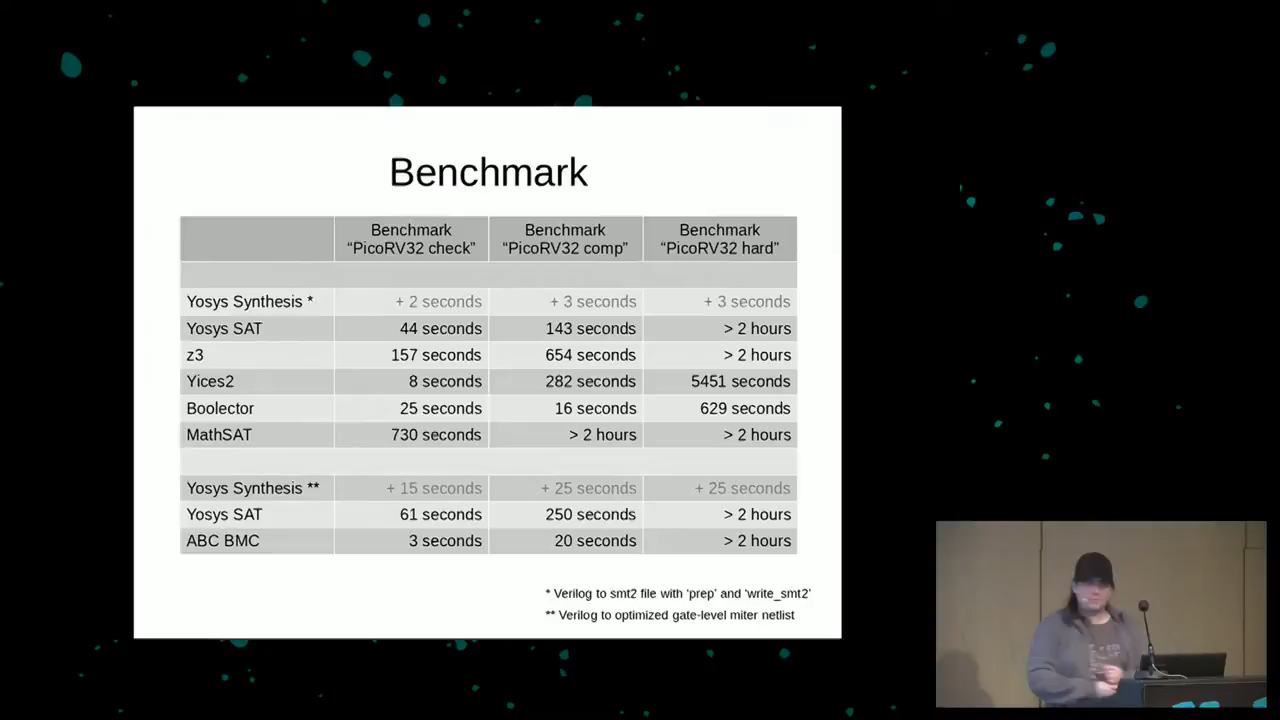 Benchmark
Benchmark "PicoRV32 check" Benchmark "PicoRV32 comp" Benchmark "PicoRV32 hard"
Yosys Synthesis * + 2 seconds + 3 seconds + 3 seconds
Yosys SAT 44 seconds 143 seconds > 2 hours
z3 157 seconds 654 seconds > 2 hours
Yices2 8 seconds 282 seconds 5451 seconds
Boolector 25 seconds 16 seconds 629 seconds
MathSAT 730 seconds > 2 hours > 2 hours
Yosys Synthesis ** + 15 seconds + 25 seconds + 25 seconds
Yosys SAT 61 seconds 250 seconds > 2 hours
ABC BMC 3 seconds 20 seconds > 2 hours
* Verilog to smt2 file with 'prep' and 'write_smt2'
** Verilog to optimized gate-level miter netlist